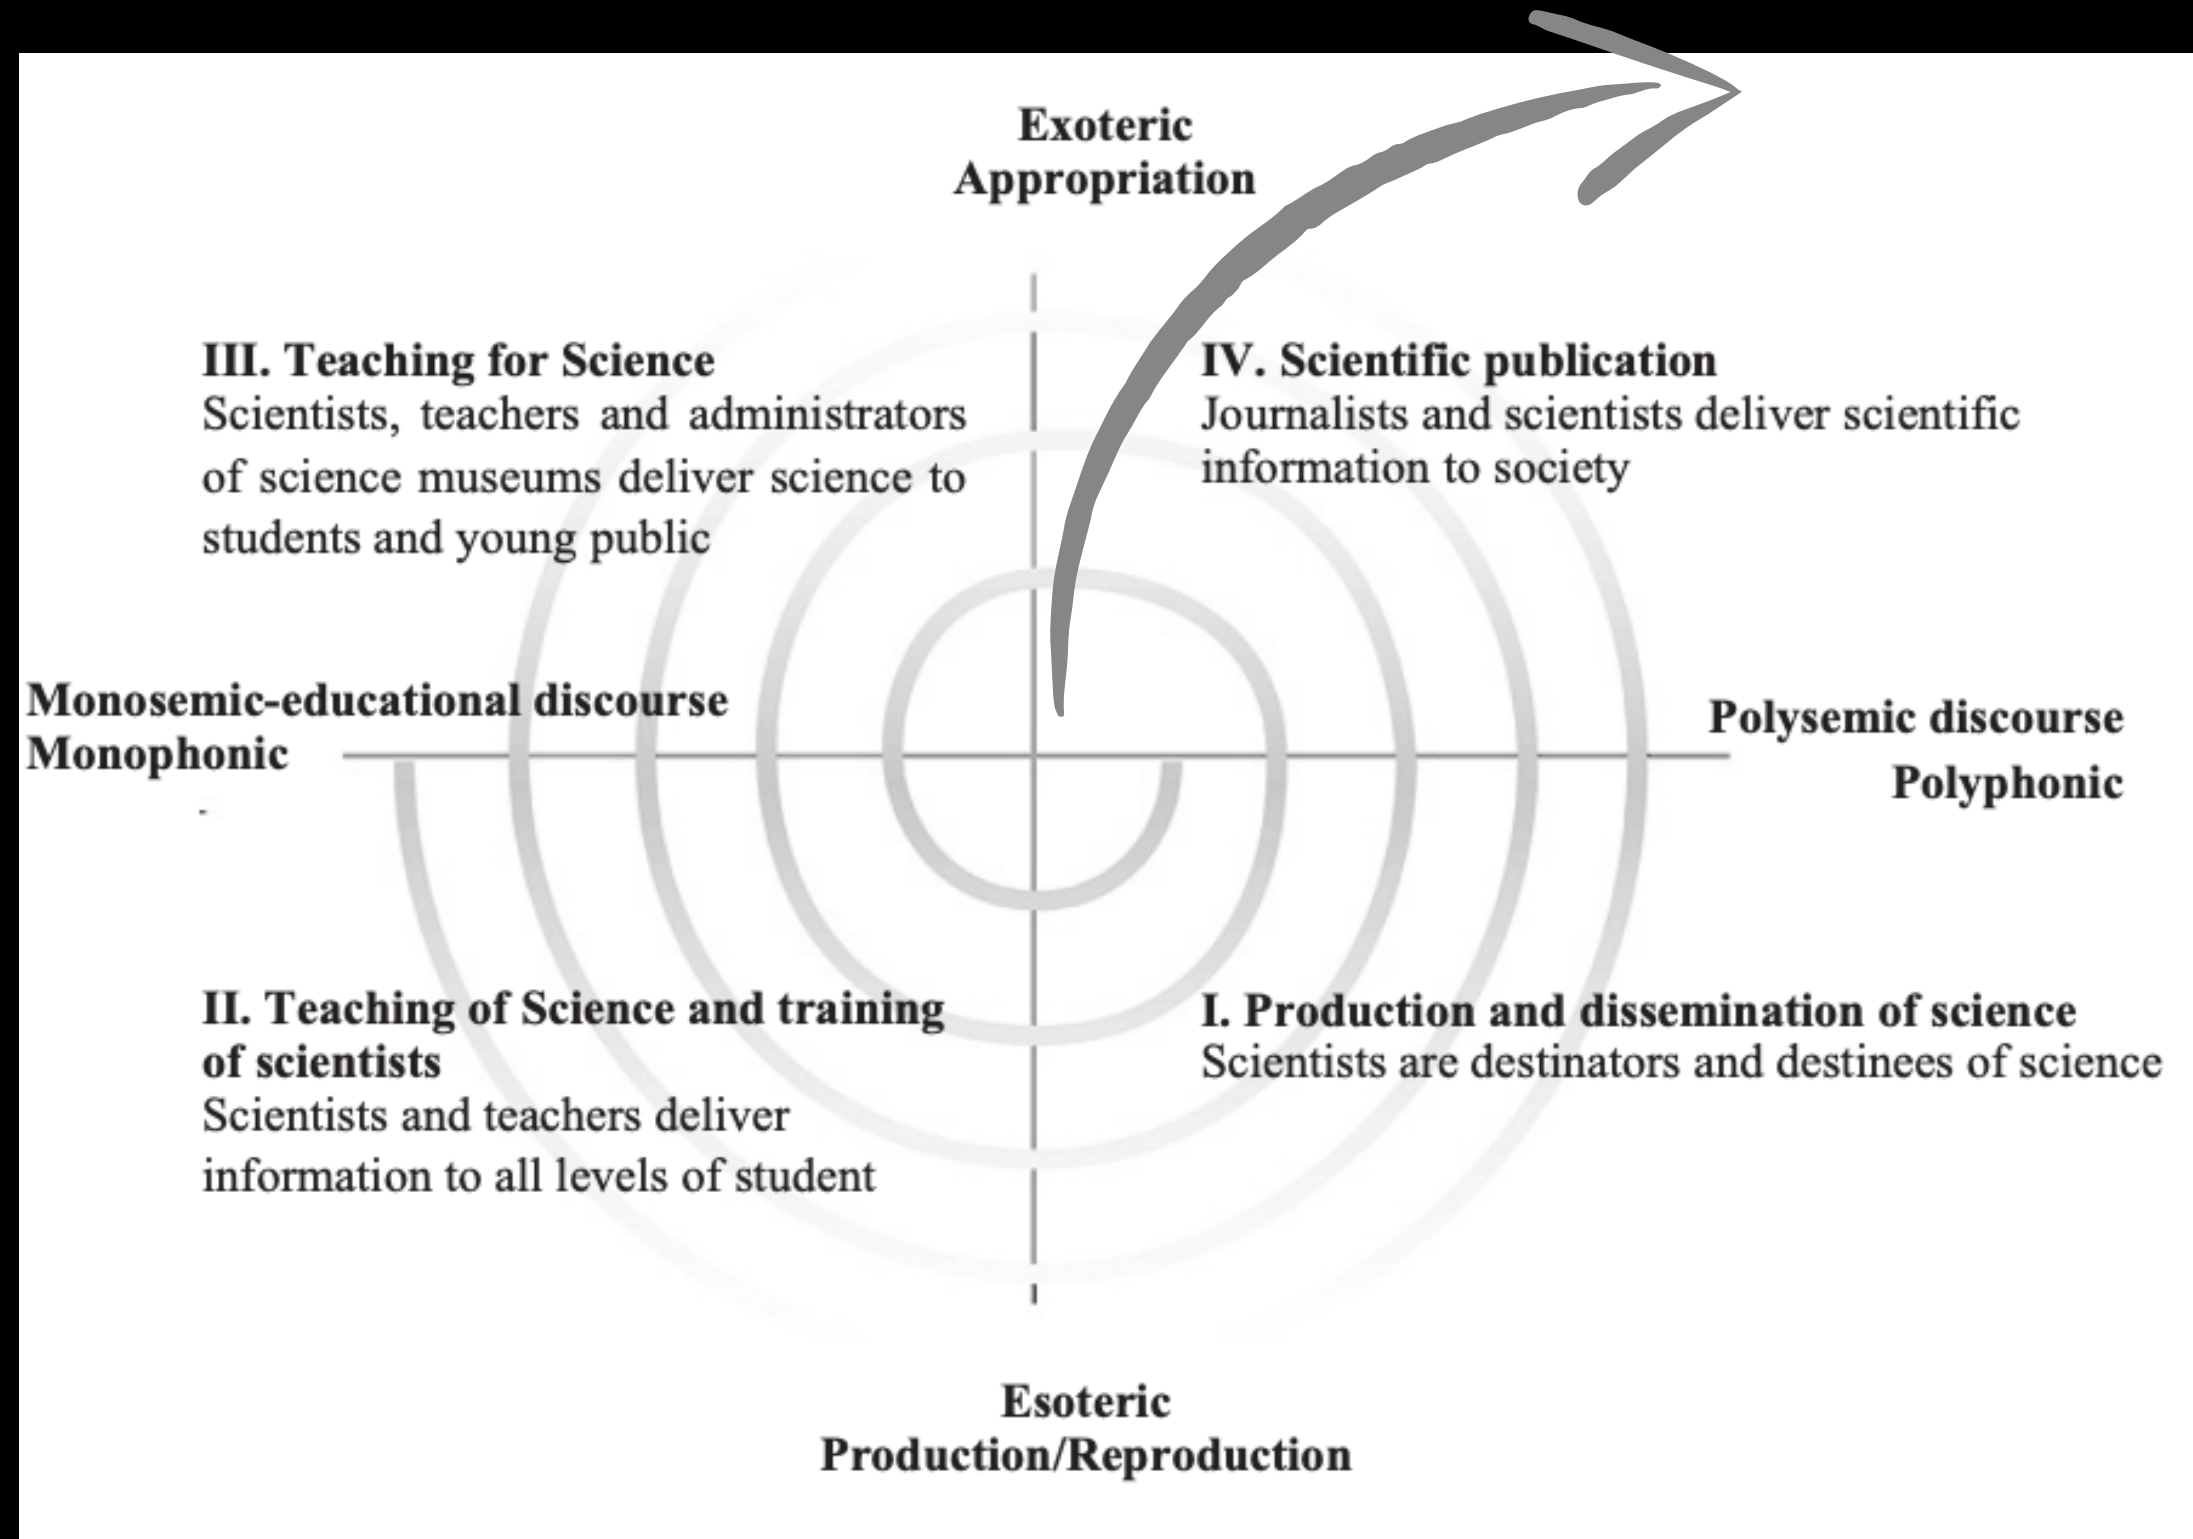 Exoteric
Appropriation
III. Teaching for Science
Scientists, teachers and administrators
of science museums deliver science to
students and young public
IV. Scientific publication
Journalists and scientists deliver scientific
information to society
Monosemic-educational discourse
Monophonic
Polysemic discourse
Polyphonic
II. Teaching of Science and training
of scientists
Scientists and teachers deliver
information to all levels of student
I. Production and dissemination of science
Scientists are destinators and destinees of science
Esoteric
Production/Reproduction